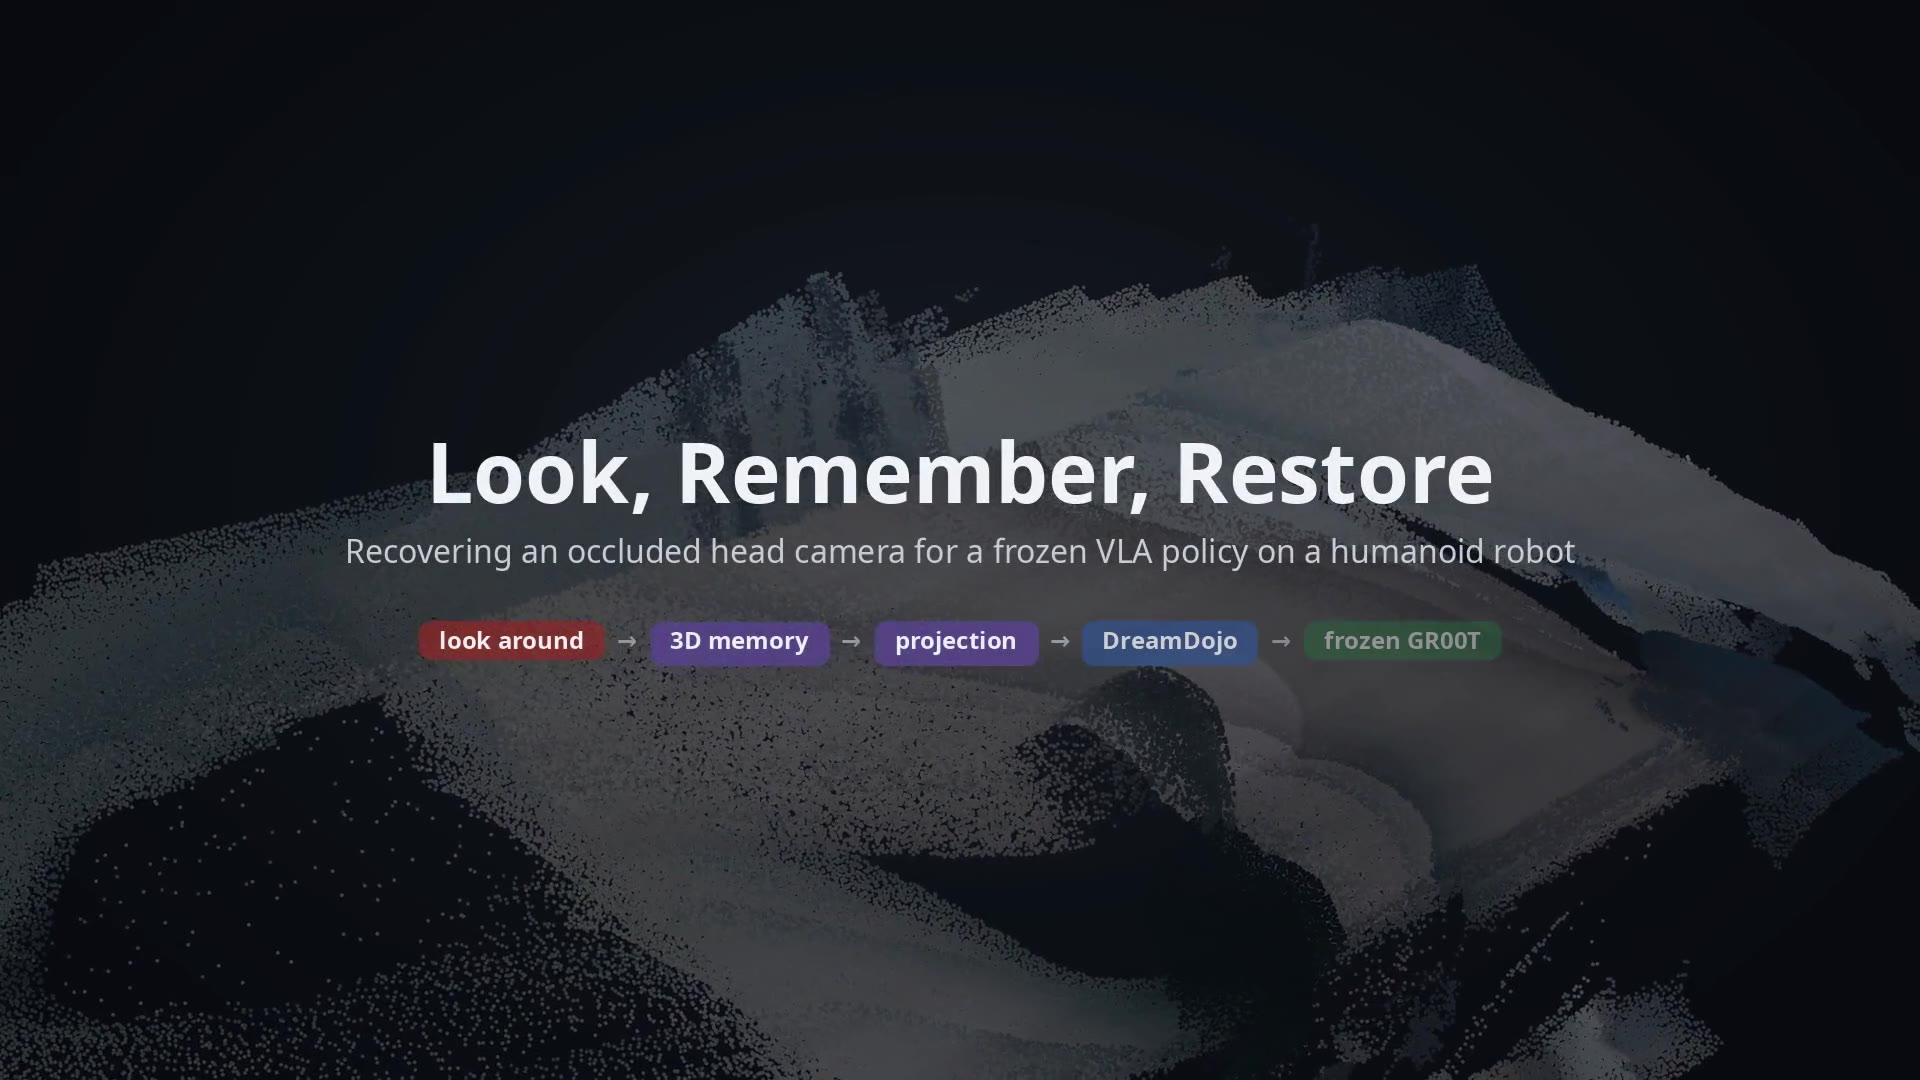 Look, Remember, Restore
Recovering an occluded head camera for a frozen VLA policy on a humanoid robot
look around → 3D memory → projection → DreamDojo → frozen GR00T